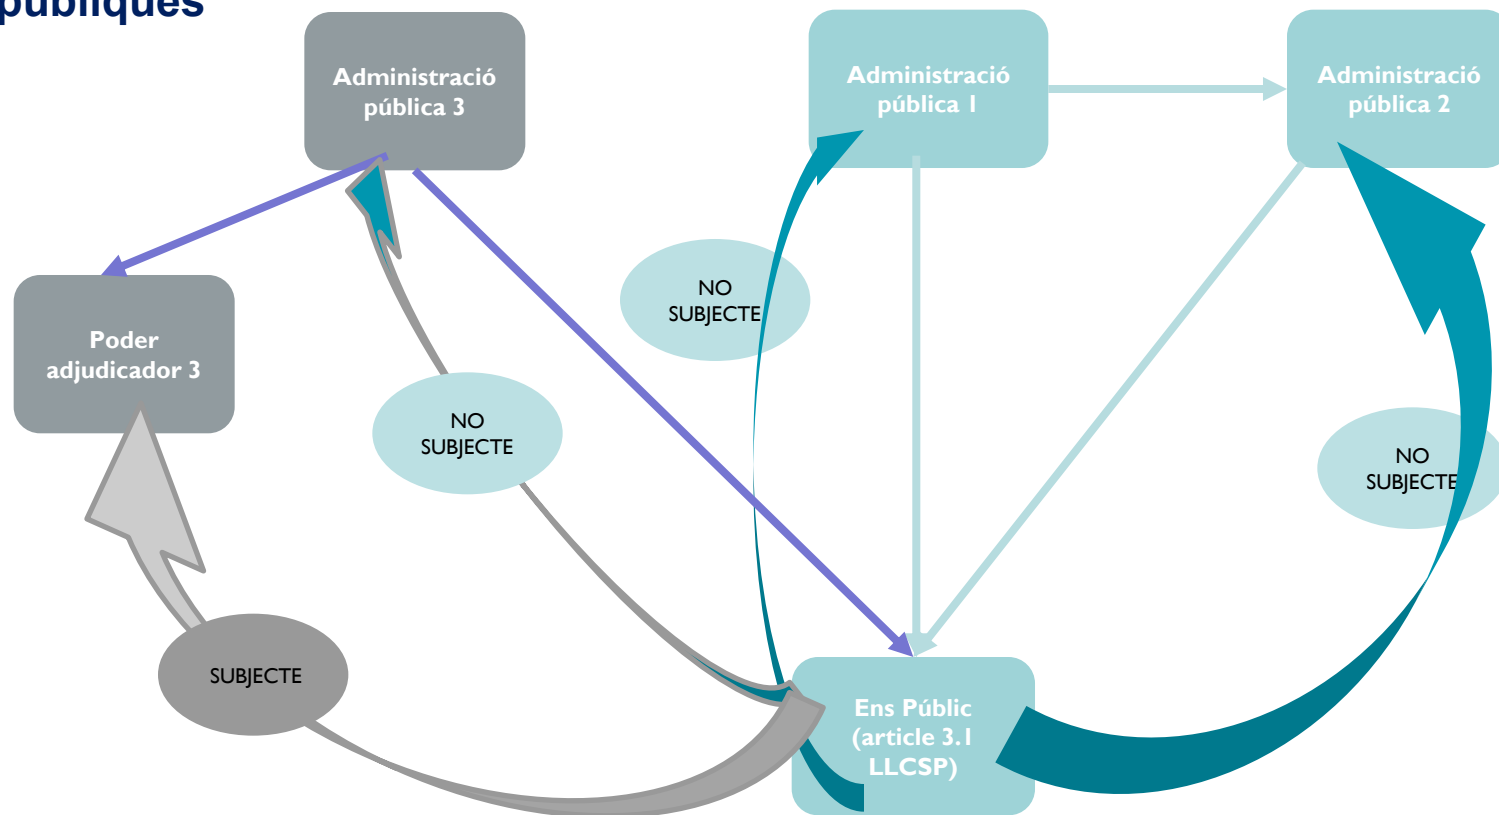 públiques
Administració
pública 3
Administració
pública 1
Administració
pública 2
NO
SUBJECTE
Poder
adjudicador 3
NO
SUBJECTE
NO
SUBJECTE
SUBJECTE
Ens Públic
(article 3.1
LLCSP)